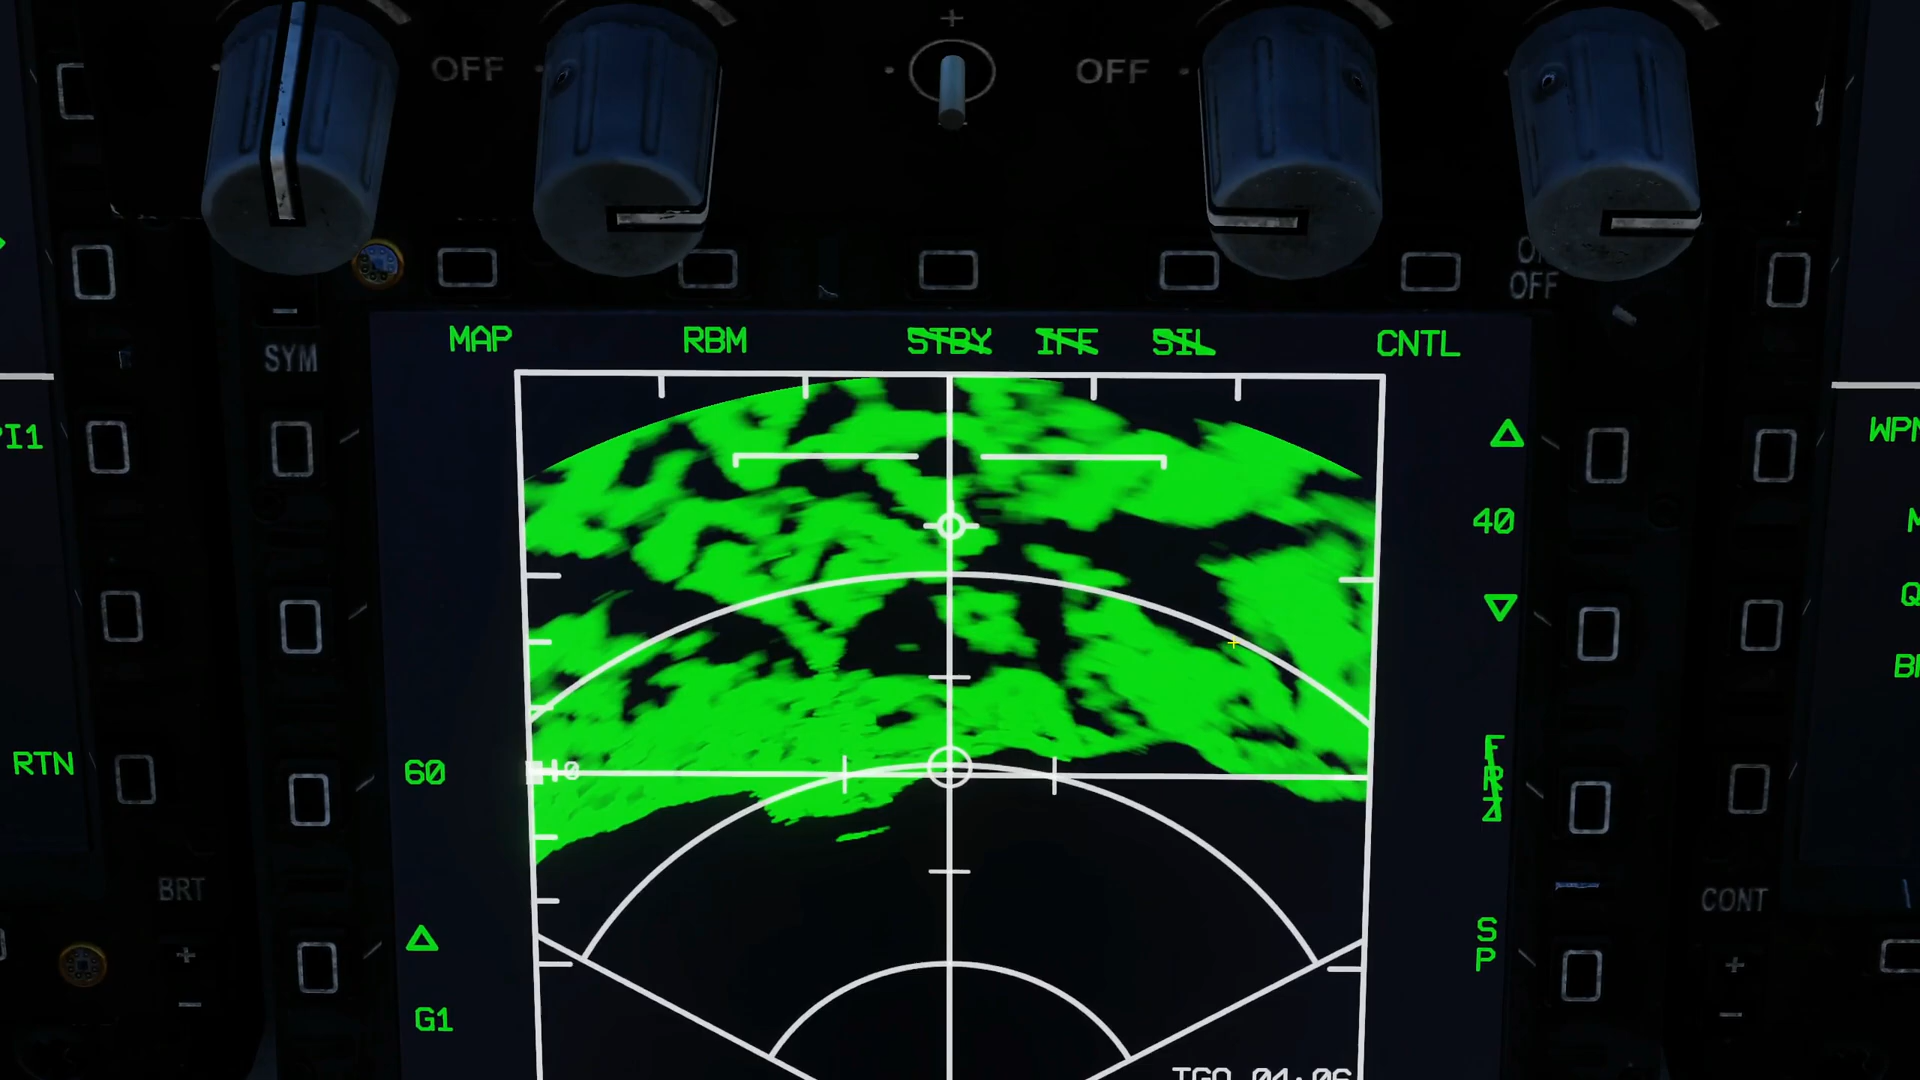 OFF
OFF
OFF
SYM
MAP RBM STBY IFF SIL CNTL
PI1
WPN
40
RTN
60
0
BRT
CONT
S
P
G1
TGO 04:06